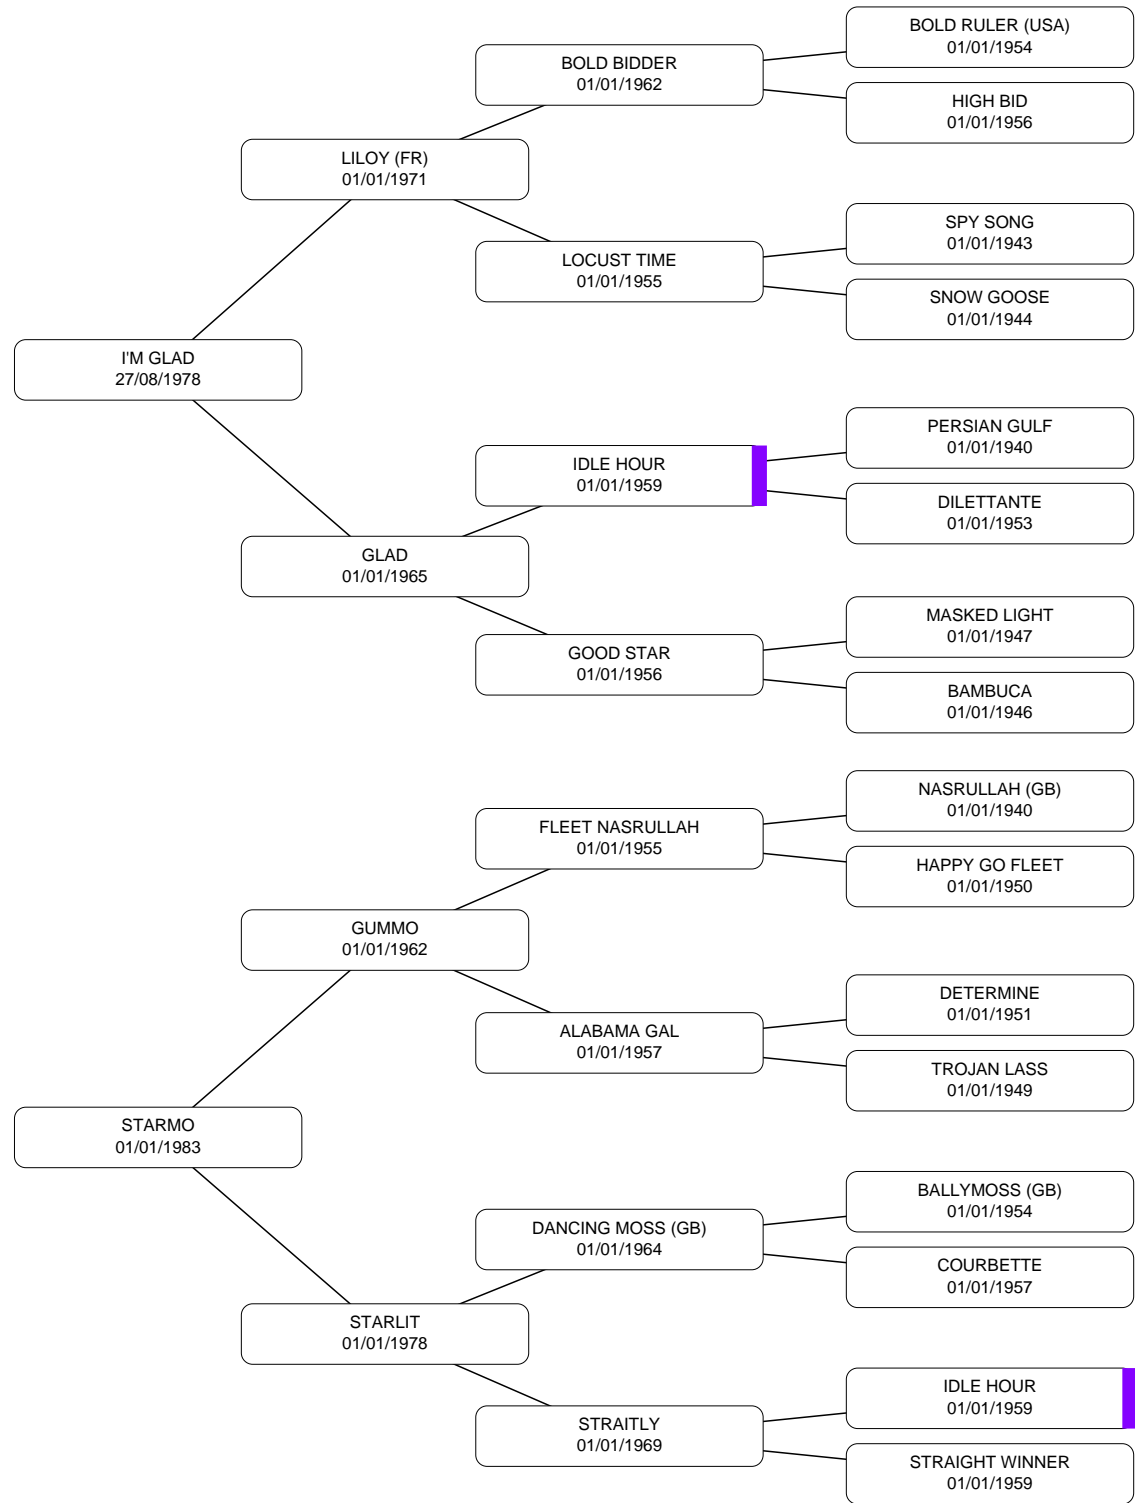 BOLD RULER (USA)
01/01/1954
BOLD BIDDER
01/01/1962
HIGH BID
01/01/1956
LILOY (FR)
01/01/1971
SPY SONG
01/01/1943
LOCUST TIME
01/01/1955
SNOW GOOSE
01/01/1944
I'M GLAD
27/08/1978
PERSIAN GULF
01/01/1940
IDLE HOUR
01/01/1959
DILETTANTE
01/01/1953
GLAD
01/01/1965
MASKED LIGHT
01/01/1947
GOOD STAR
01/01/1956
BAMBUCA
01/01/1946
NASRULLAH (GB)
01/01/1940
FLEET NASRULLAH
01/01/1955
HAPPY GO FLEET
01/01/1950
GUMMO
01/01/1962
DETERMINE
01/01/1951
ALABAMA GAL
01/01/1957
TROJAN LASS
01/01/1949
STARMO
01/01/1983
BALLYMOSS (GB)
01/01/1954
DANCING MOSS (GB)
01/01/1964
COURBETTE
01/01/1957
STARLIT
01/01/1978
IDLE HOUR
01/01/1959
STRAITLY
01/01/1969
STRAIGHT WINNER
01/01/1959